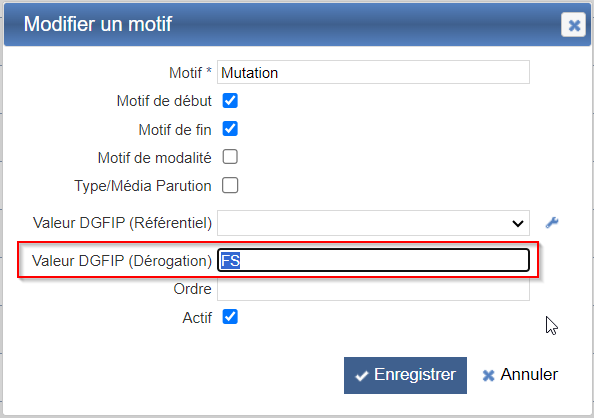 Modifier un motif
Motif * Mutation
Motif de début
Motif de fin
Motif de modalité
Type/Média Parution
Valeur DGFIP (Référentiel)
Valeur DGFIP (Dérogation) FS
Ordre
Actif
Enregistrer Annuler